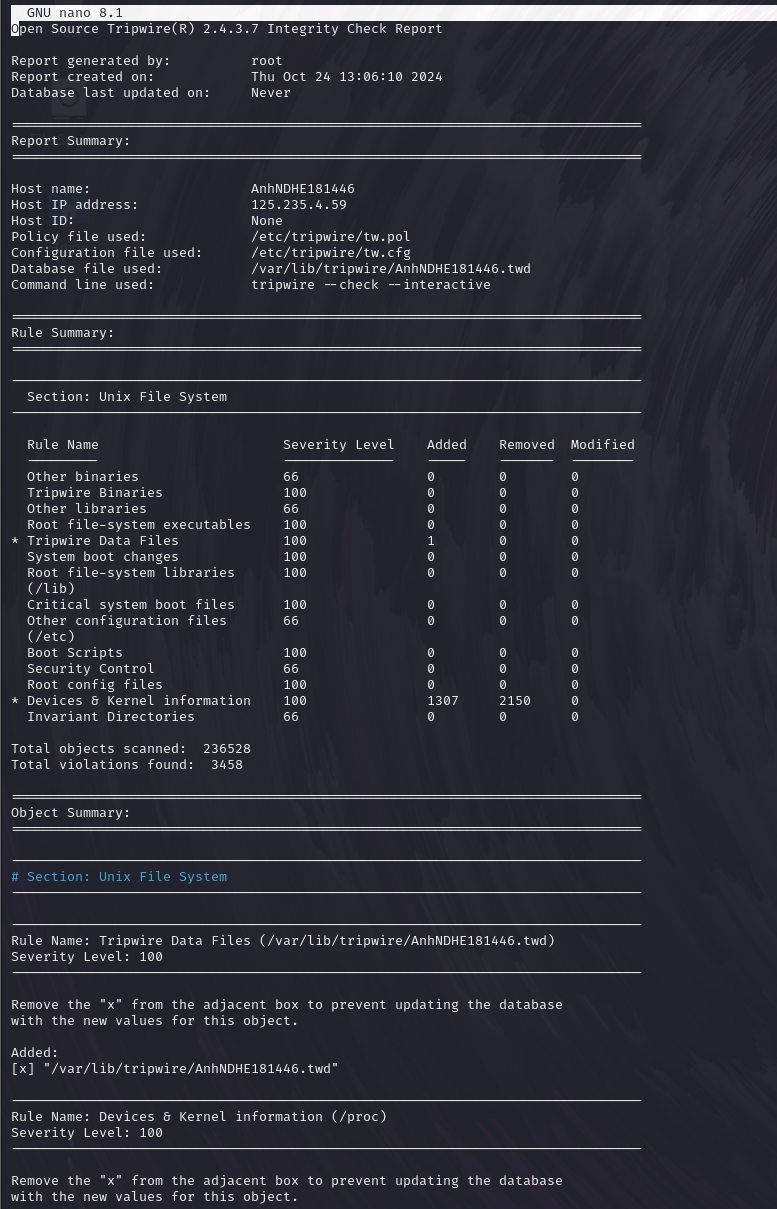 GNU nano 8.1
Open Source Tripwire(R) 2.4.3.7 Integrity Check Report
Report generated by: root
Report created on: Thu Oct 24 13:06:10 2024
Database last updated on: Never
Report Summary:
Host name: AnhNDHE181446
Host IP address: 125.235.4.59
Host ID: None
Policy file used: /etc/tripwire/tw.pol
Configuration file used: /etc/tripwire/tw.cfg
Database file used: /var/lib/tripwire/AnhNDHE181446.twd
Command line used: tripwire --check --interactive
Rule Summary:
Section: Unix File System
Rule Name Severity Level Added Removed Modified
Other binaries 66 0 0 0
Tripwire Binaries 100 0 0 0
Other libraries 66 0 0 0
Root file-system executables 100 0 0 0
* Tripwire Data Files 100 1 0 0
System boot changes 100 0 0 0
Root file-system libraries 100 0 0 0
(/lib)
Critical system boot files 100 0 0 0
Other configuration files 66 0 0 0
(/etc)
Boot Scripts 100 0 0 0
Security Control 66 0 0 0
Root config files 100 0 0 0
* Devices & Kernel information 100 1307 2150 0
Invariant Directories 66 0 0 0
Total objects scanned: 236528
Total violations found: 3458
Object Summary:
# Section: Unix File System
Rule Name: Tripwire Data Files (/var/lib/tripwire/AnhNDHE181446.twd)
Severity Level: 100
Remove the "x" from the adjacent box to prevent updating the database
with the new values for this object.
Added:
[x] "/var/lib/tripwire/AnhNDHE181446.twd"
Rule Name: Devices & Kernel information (/proc)
Severity Level: 100
Remove the "x" from the adjacent box to prevent updating the database
with the new values for this object.